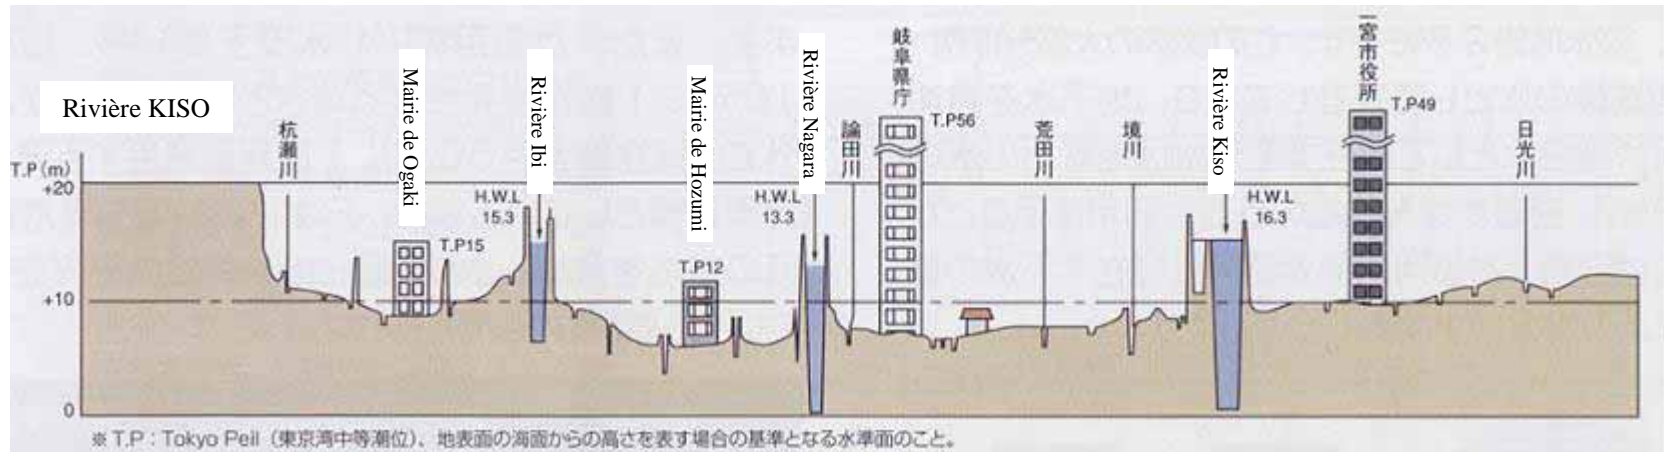 Rivière KISO
T.P(m)
+20
+10
0
杭瀬川
Mairie de Ogaki
T.P15
H.W.L
15.3
Rivière Ibi
Mairie de Hozumi
T.P12
H.W.L
13.3
Rivière Nagara
論田川
岐阜県庁
T.P56
荒田川
境川
Rivière Kiso
H.W.L
16.3
一宮市役所
T.P49
日光川
※T.P：Tokyo Peil（東京湾中等潮位）、地表面の海面からの高さを表す場合の基準となる水準面のこと。